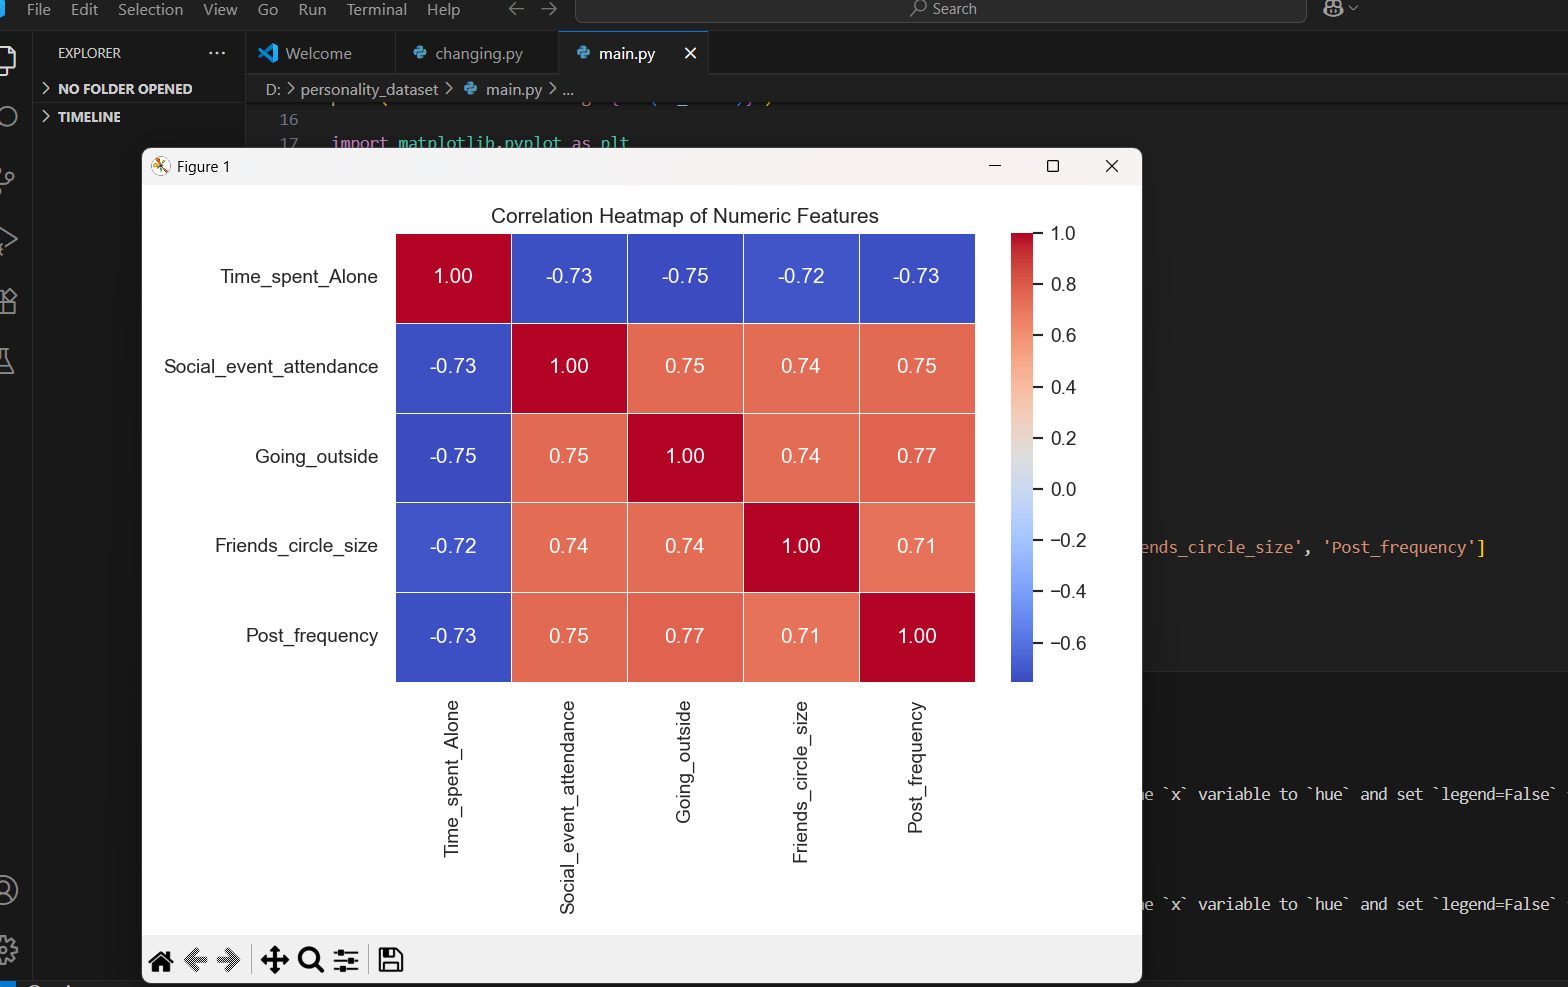 File Edit Selection View Go Run Terminal Help
Search
EXPLORER
NO FOLDER OPENED
TIMELINE
Welcome
changing.py
main.py
D: > personality_dataset > main.py > ...
16
17 import matplotlib.pyplot as plt
Figure 1
Correlation Heatmap of Numeric Features
Time_spent_Alone 1.00 -0.73 -0.75 -0.72 -0.73
Social_event_attendance -0.73 1.00 0.75 0.74 0.75
Going_outside -0.75 0.75 1.00 0.74 0.77
Friends_circle_size -0.72 0.74 0.74 1.00 0.71
Post_frequency -0.73 0.75 0.77 0.71 1.00
Time_spent_Alone
Social_event_attendance
Going_outside
Friends_circle_size
Post_frequency
1.0
0.8
0.6
0.4
0.2
0.0
−0.2
−0.4
−0.6
ends_circle_size', 'Post_frequency']
`x` variable to `hue` and set `legend=False`
`x` variable to `hue` and set `legend=False`